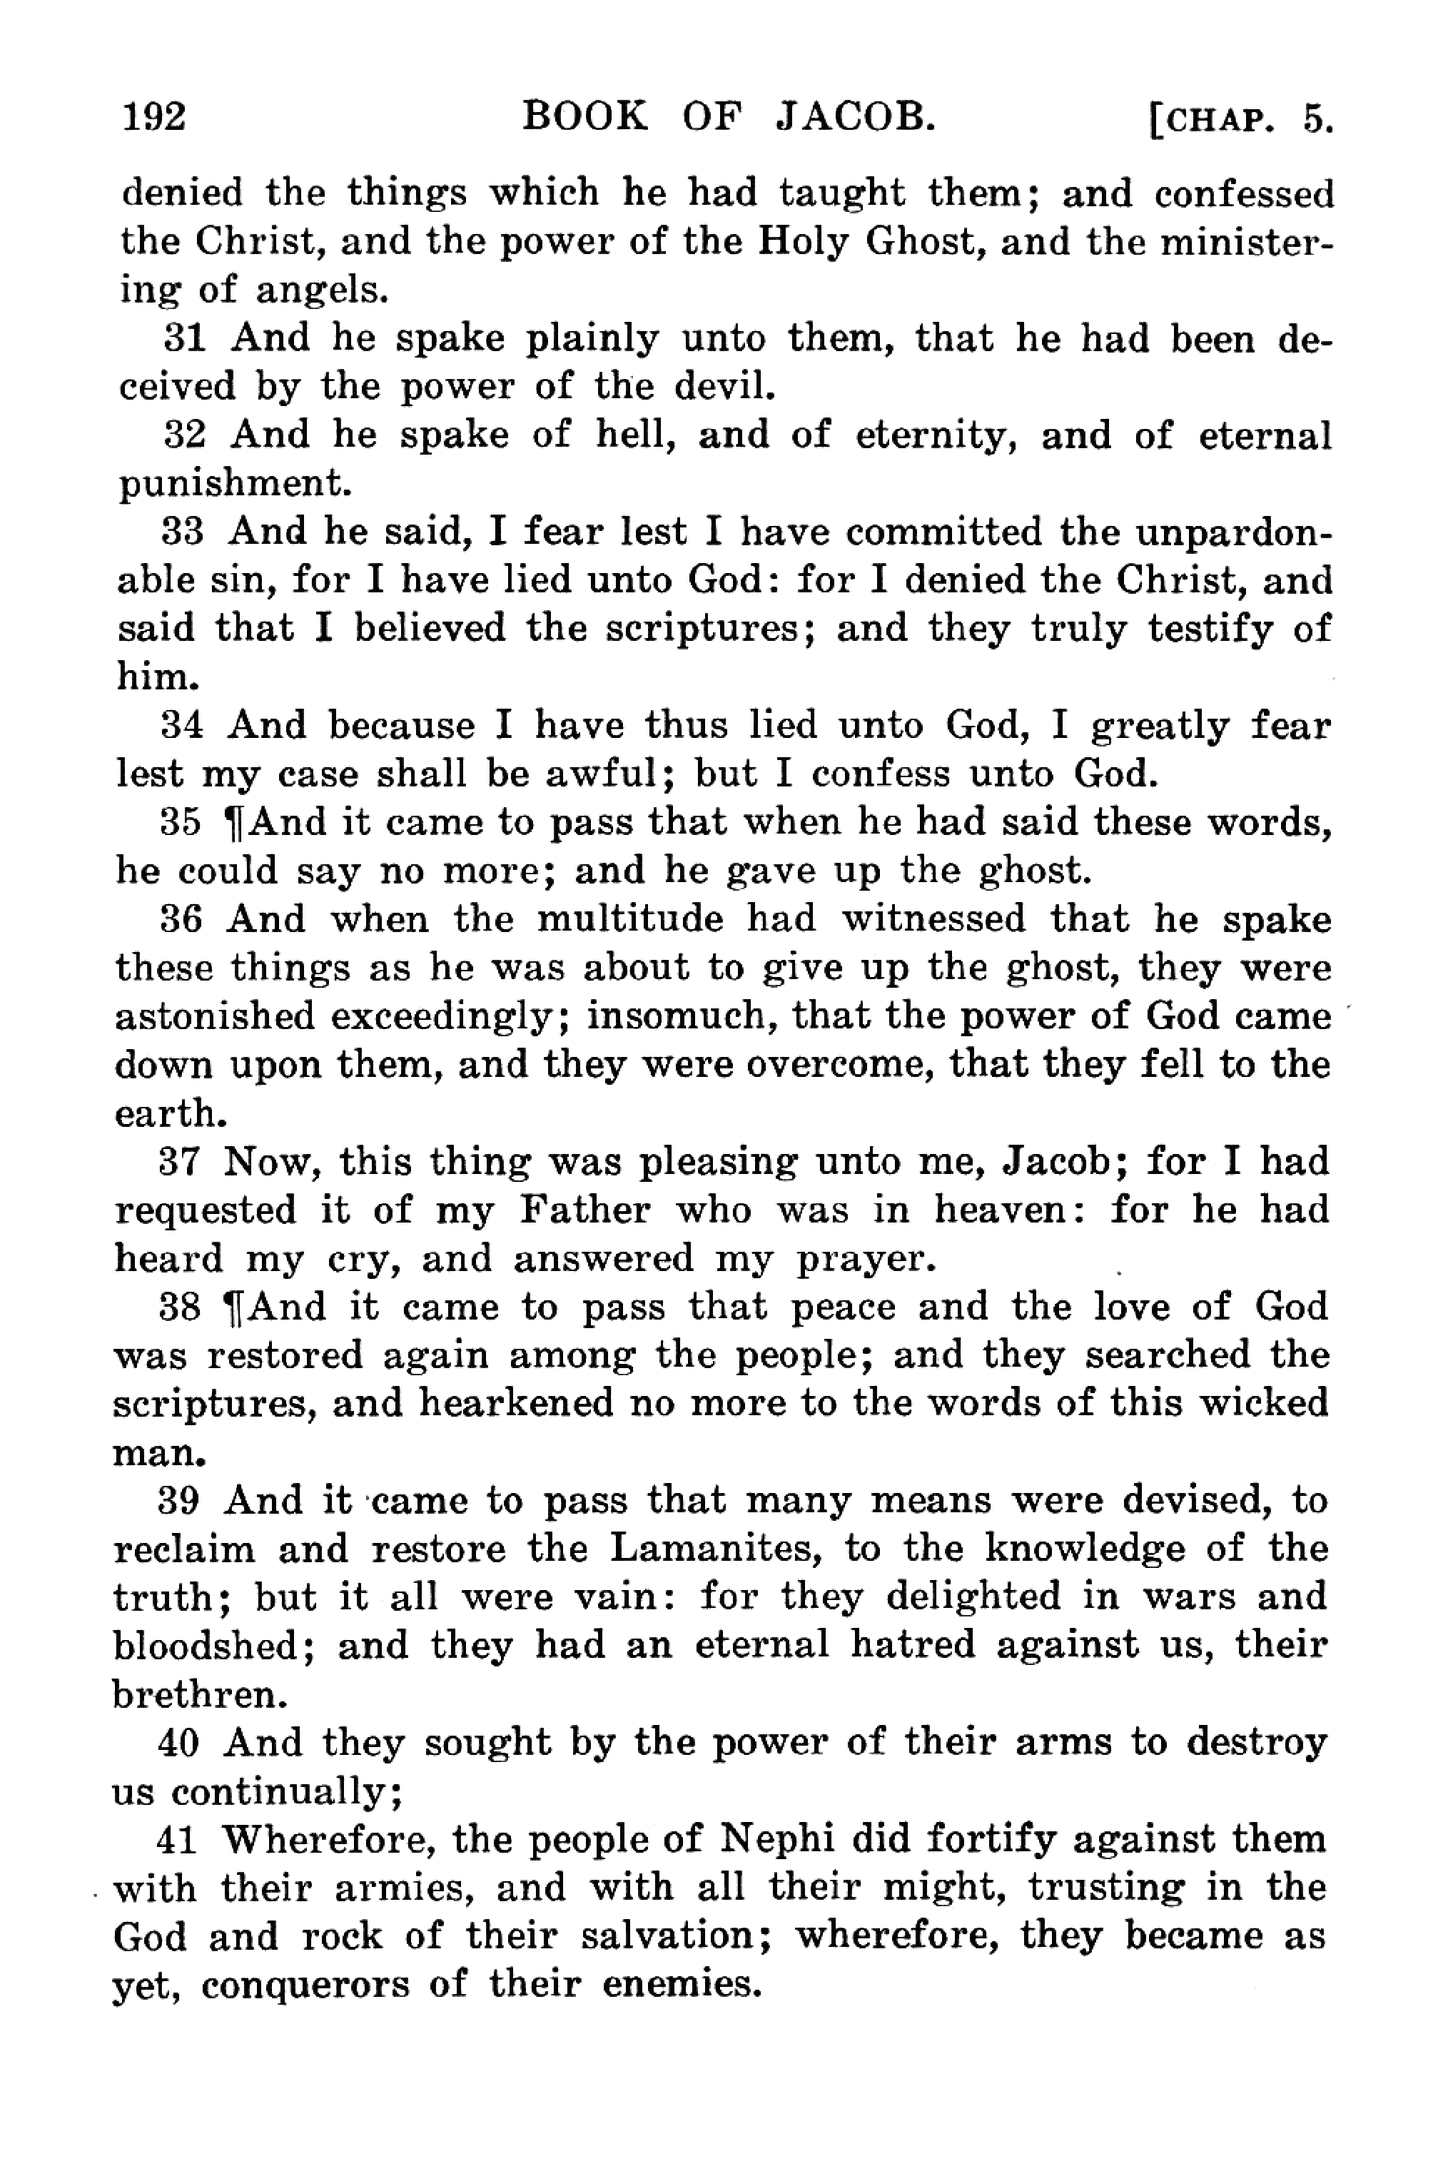 192 BOOK OF JACOB. [CHAP. 5.
denied the things which he had taught them; and confessed
the Christ, and the power of the Holy Ghost, and the minister-
ing of angels.
31 And he spake plainly unto them, that he had been de-
ceived by the power of the devil.
32 And he spake of hell, and of eternity, and of eternal
punishment.
33 And he said, I fear lest I have committed the unpardon-
able sin, for I have lied unto God: for I denied the Christ, and
said that I believed the scriptures; and they truly testify of
him.
34 And because I have thus lied unto God, I greatly fear
lest my case shall be awful; but I confess unto God.
35 ¶And it came to pass that when he had said these words,
he could say no more; and he gave up the ghost.
36 And when the multitude had witnessed that he spake
these things as he was about to give up the ghost, they were
astonished exceedingly; insomuch, that the power of God came
down upon them, and they were overcome, that they fell to the
earth.
37 Now, this thing was pleasing unto me, Jacob; for I had
requested it of my Father who was in heaven: for he had
heard my cry, and answered my prayer.
38 ¶And it came to pass that peace and the love of God
was restored again among the people; and they searched the
scriptures, and hearkened no more to the words of this wicked
man.
39 And it came to pass that many means were devised, to
reclaim and restore the Lamanites, to the knowledge of the
truth; but it all were vain: for they delighted in wars and
bloodshed; and they had an eternal hatred against us, their
brethren.
40 And they sought by the power of their arms to destroy
us continually;
41 Wherefore, the people of Nephi did fortify against them
with their armies, and with all their might, trusting in the
God and rock of their salvation; wherefore, they became as
yet, conquerors of their enemies.